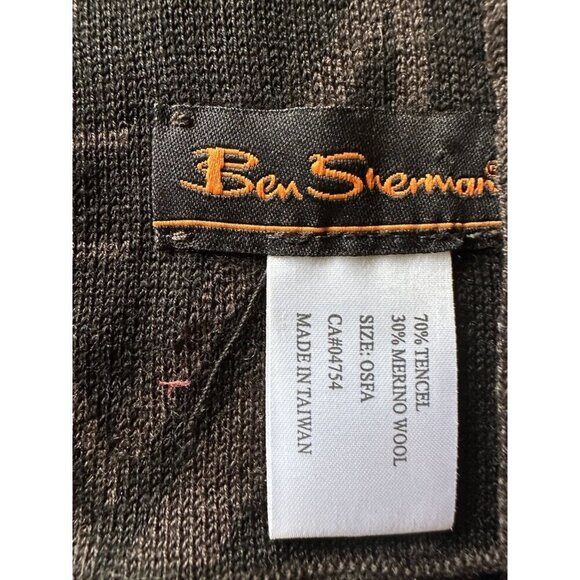 Ben Sherman®
70% TENCEL
30% MERINO WOOL
SIZE: OSFA
CA#04754
MADE IN TAIWAN